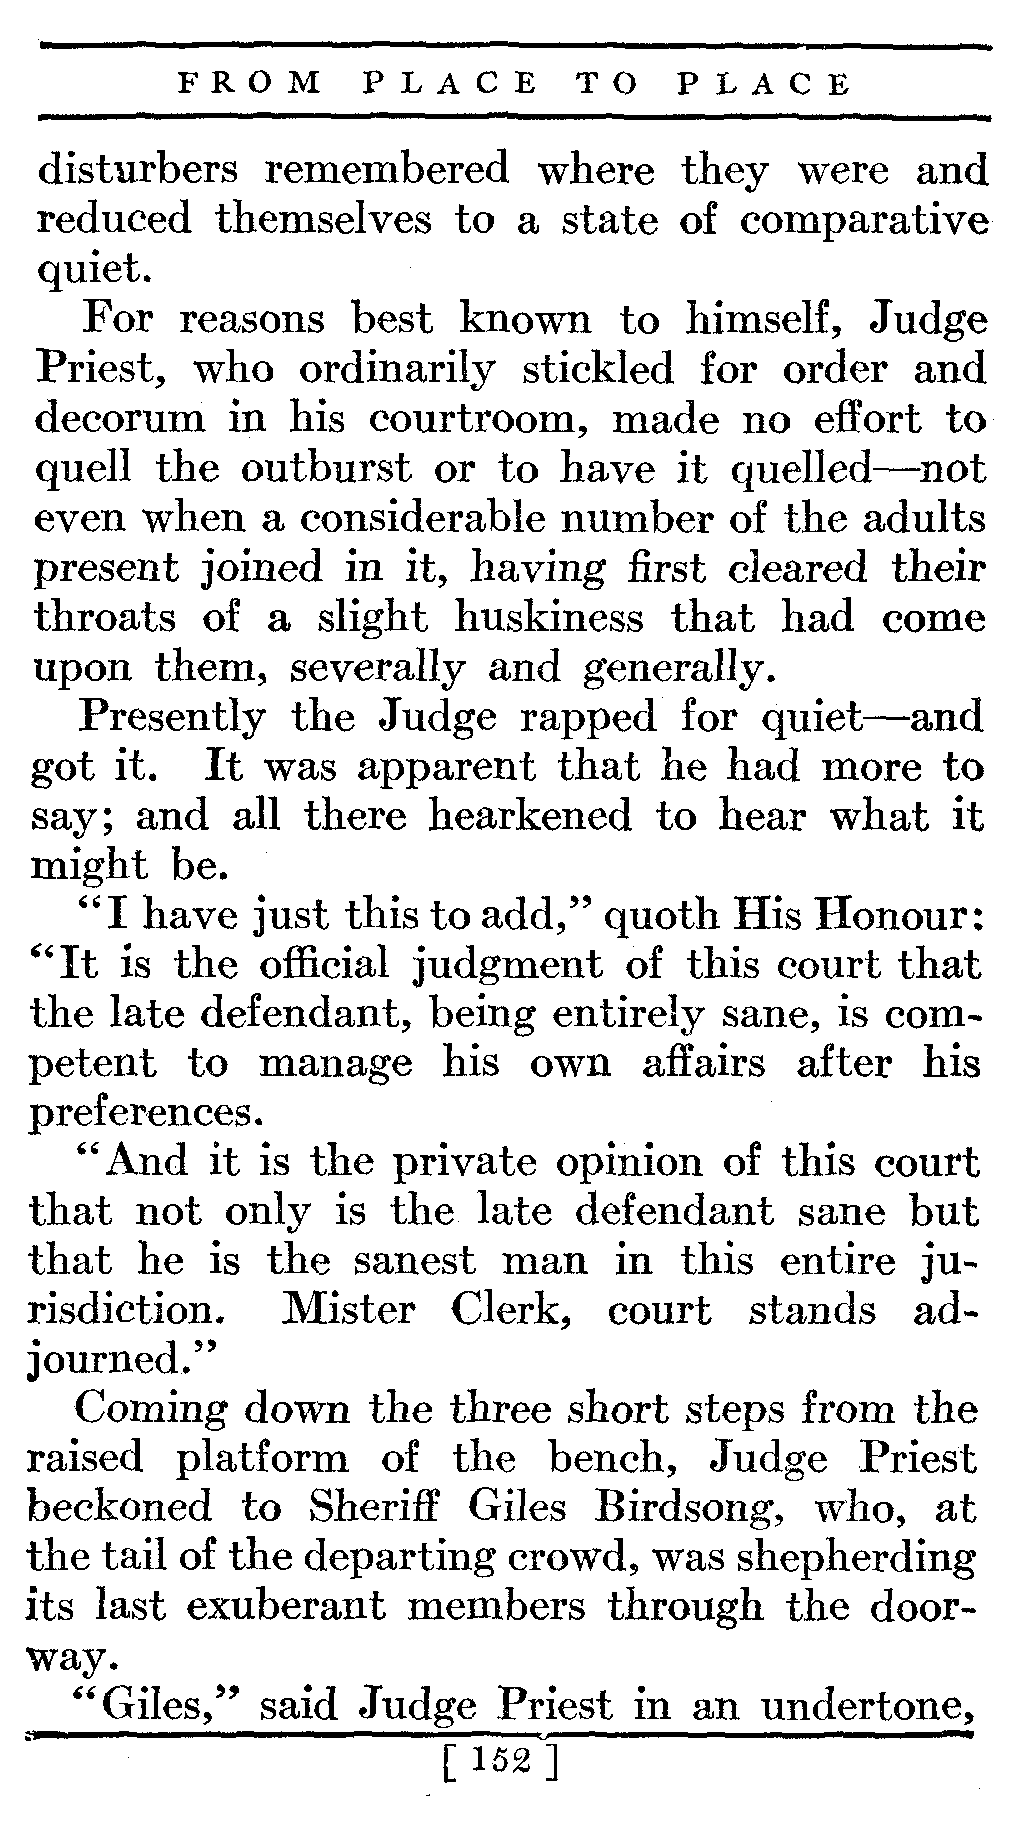 FROM PLACE TO PLACE
disturbers remembered where they were and
reduced themselves to a state of comparative
quiet.
For reasons best known to himself, Judge
Priest, who ordinarily stickled for order and
decorum in his courtroom, made no effort to
quell the outburst or to have it quelled—not
even when a considerable number of the adults
present joined in it, having first cleared their
throats of a slight huskiness that had come
upon them, severally and generally.
Presently the Judge rapped for quiet—and
got it. It was apparent that he had more to
say; and all there hearkened to hear what it
might be.
“I have just this to add,” quoth His Honour:
“It is the official judgment of this court that
the late defendant, being entirely sane, is com-
petent to manage his own affairs after his
preferences.
“And it is the private opinion of this court
that not only is the late defendant sane but
that he is the sanest man in this entire ju-
risdiction. Mister Clerk, court stands ad-
journed.”
Coming down the three short steps from the
raised platform of the bench, Judge Priest
beckoned to Sheriff Giles Birdsong, who, at
the tail of the departing crowd, was shepherding
its last exuberant members through the door-
way.
“Giles,” said Judge Priest in an undertone,
[ 152 ]